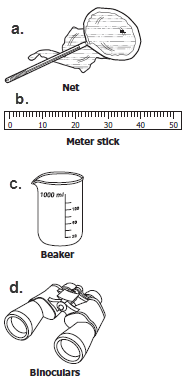 a.
Net
b.
0 10 20 30 40 50
Meter stick
c.
1000 ml
Beaker
d.
Binoculars